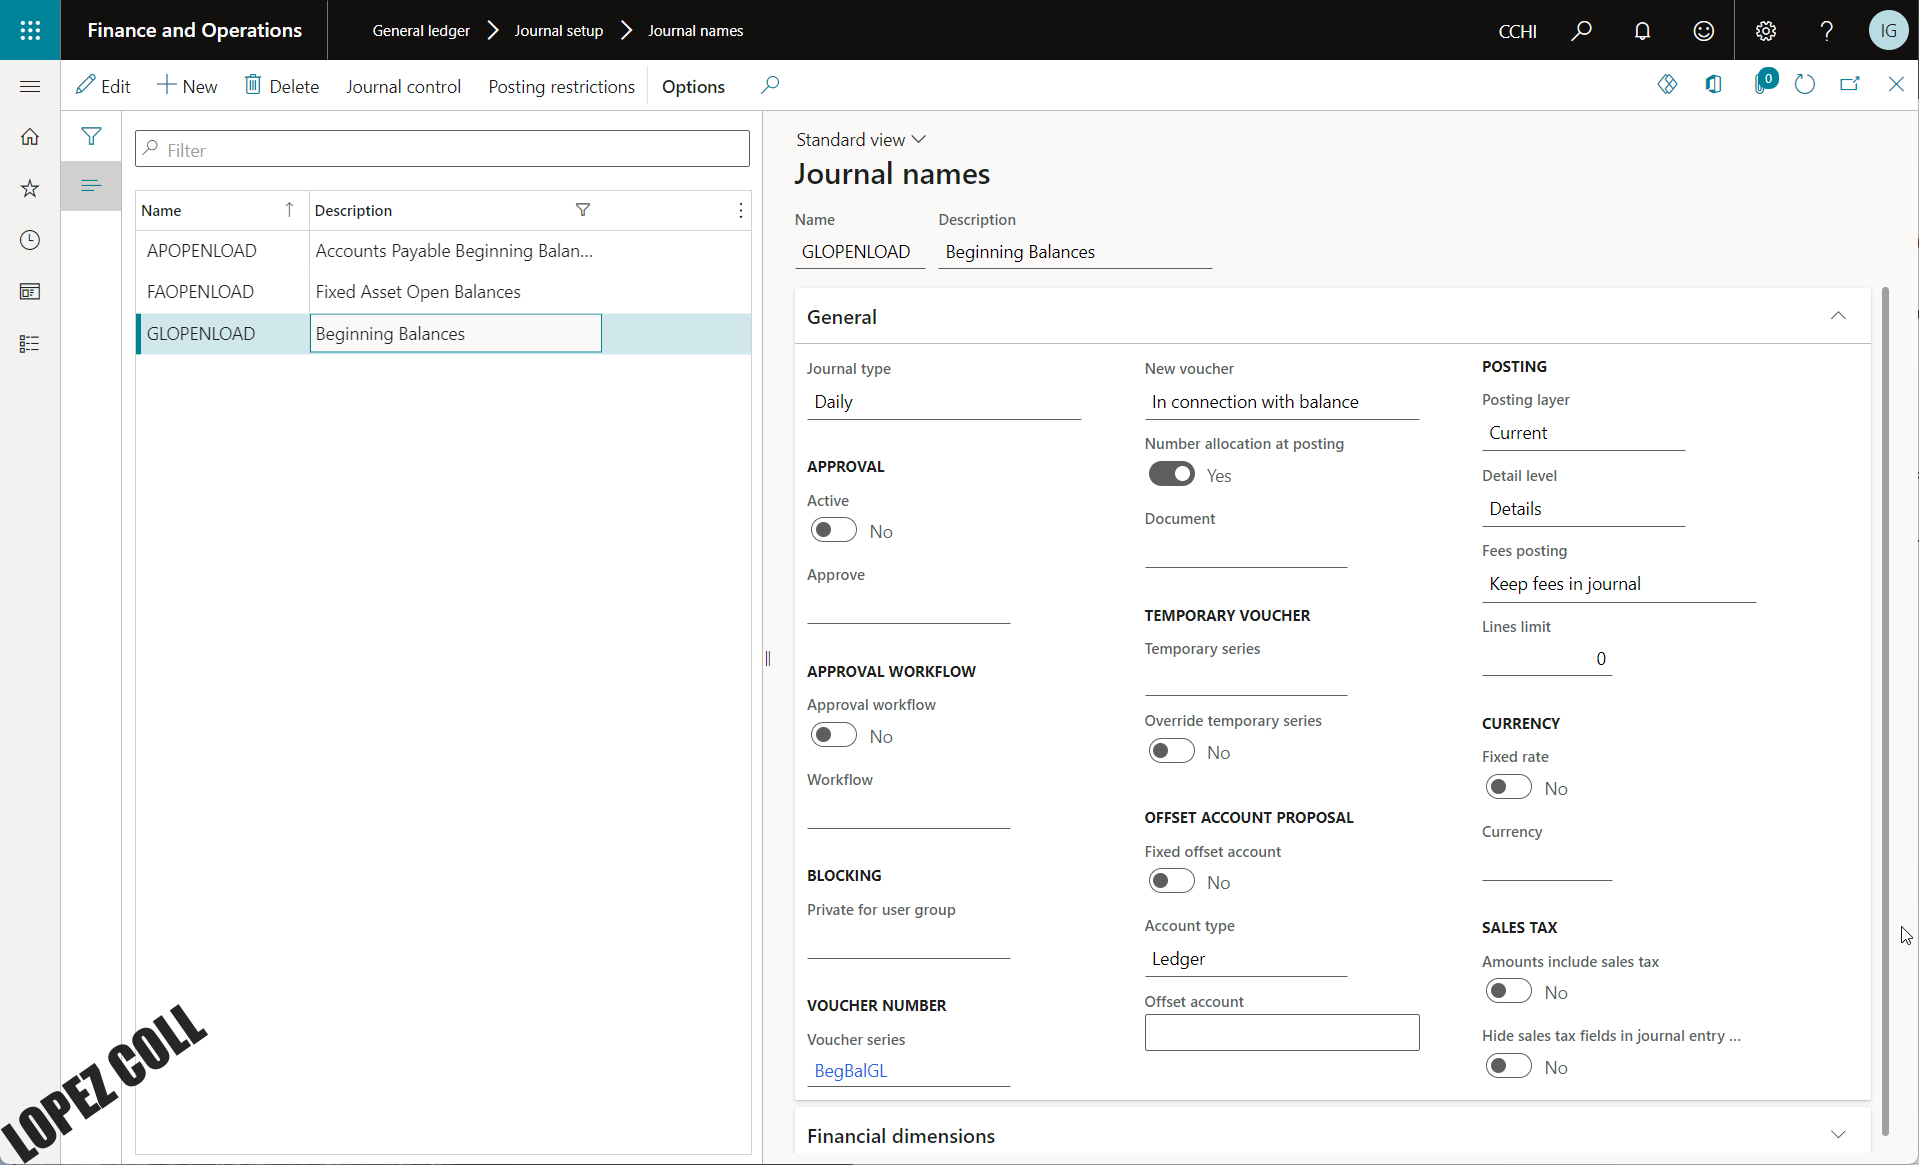 Finance and Operations
General ledger
Journal setup
Journal names
CCHI
IG
Edit
New
Delete
Journal control
Posting restrictions
Options
0
Filter
Name
Description
APOPENLOAD
Accounts Payable Beginning Balan...
FAOPENLOAD
Fixed Asset Open Balances
GLOPENLOAD
Beginning Balances
Standard view
Journal names
Name
Description
GLOPENLOAD
Beginning Balances
General
Journal type
Daily
APPROVAL
Active
No
Approve
APPROVAL WORKFLOW
Approval workflow
No
Workflow
BLOCKING
Private for user group
VOUCHER NUMBER
Voucher series
BegBalGL
New voucher
In connection with balance
Number allocation at posting
Yes
Document
TEMPORARY VOUCHER
Temporary series
Override temporary series
No
OFFSET ACCOUNT PROPOSAL
Fixed offset account
No
Account type
Ledger
Offset account
POSTING
Posting layer
Current
Detail level
Details
Fees posting
Keep fees in journal
Lines limit
0
CURRENCY
Fixed rate
No
Currency
SALES TAX
Amounts include sales tax
No
Hide sales tax fields in journal entry ...
No
Financial dimensions
LOPEZ COLL